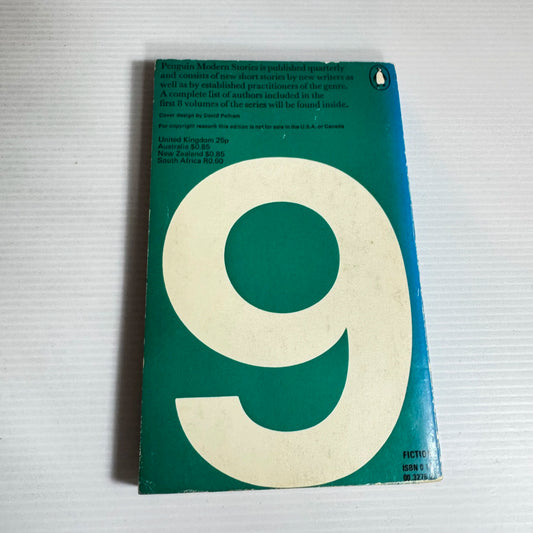 Penguin Modern Stories is published quarterly
and consists of new short stories by new writers as
well as by established practitioners of the genre.
A complete list of authors included in the
first 8 volumes of the series will be found inside.
Cover design by David Pelham
For copyright reasons this edition is not for sale in the U.S.A. or Canada
United Kingdom 25p
Australia $0.85
New Zealand $0.85
South Africa R0.60
9
FICTIO
ISBN 0 1
00.3276